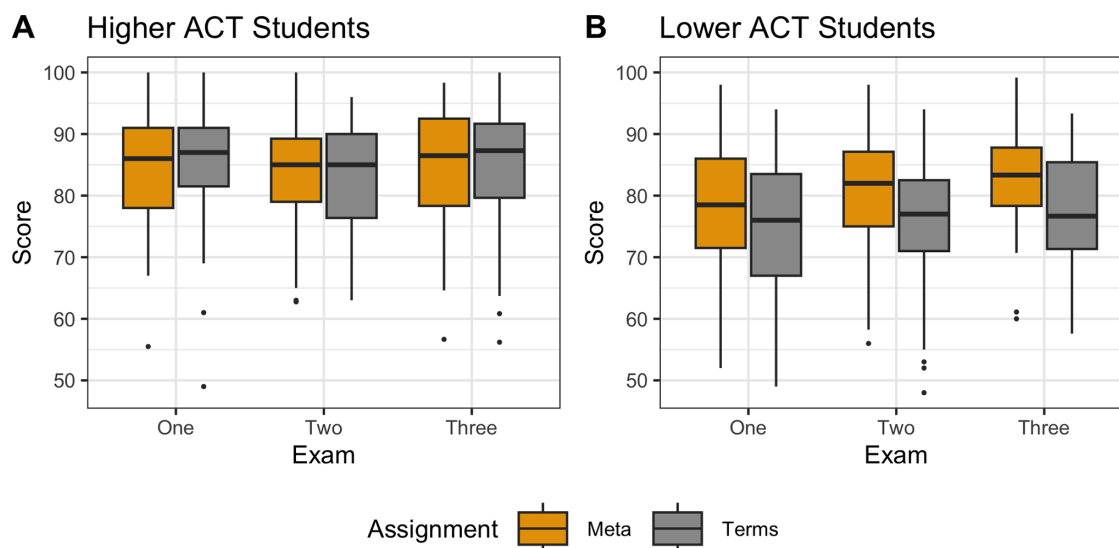 A Higher ACT Students
100
90
80
70
60
50
Score
One Two Three
Exam
B Lower ACT Students
100
90
80
70
60
50
Score
One Two Three
Exam
Assignment Meta Terms